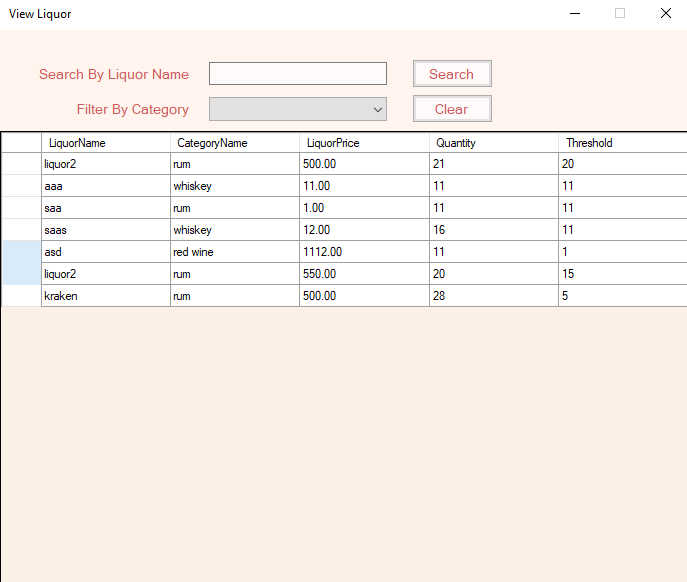 View Liquor
Search By Liquor Name Search
Filter By Category Clear
LiquorName CategoryName LiquorPrice Quantity Threshold
liquor2 rum 500.00 21 20
aaa whiskey 11.00 11 11
saa rum 1.00 11 11
saas whiskey 12.00 16 11
asd red wine 1112.00 11 1
liquor2 rum 550.00 20 15
kraken rum 500.00 28 5